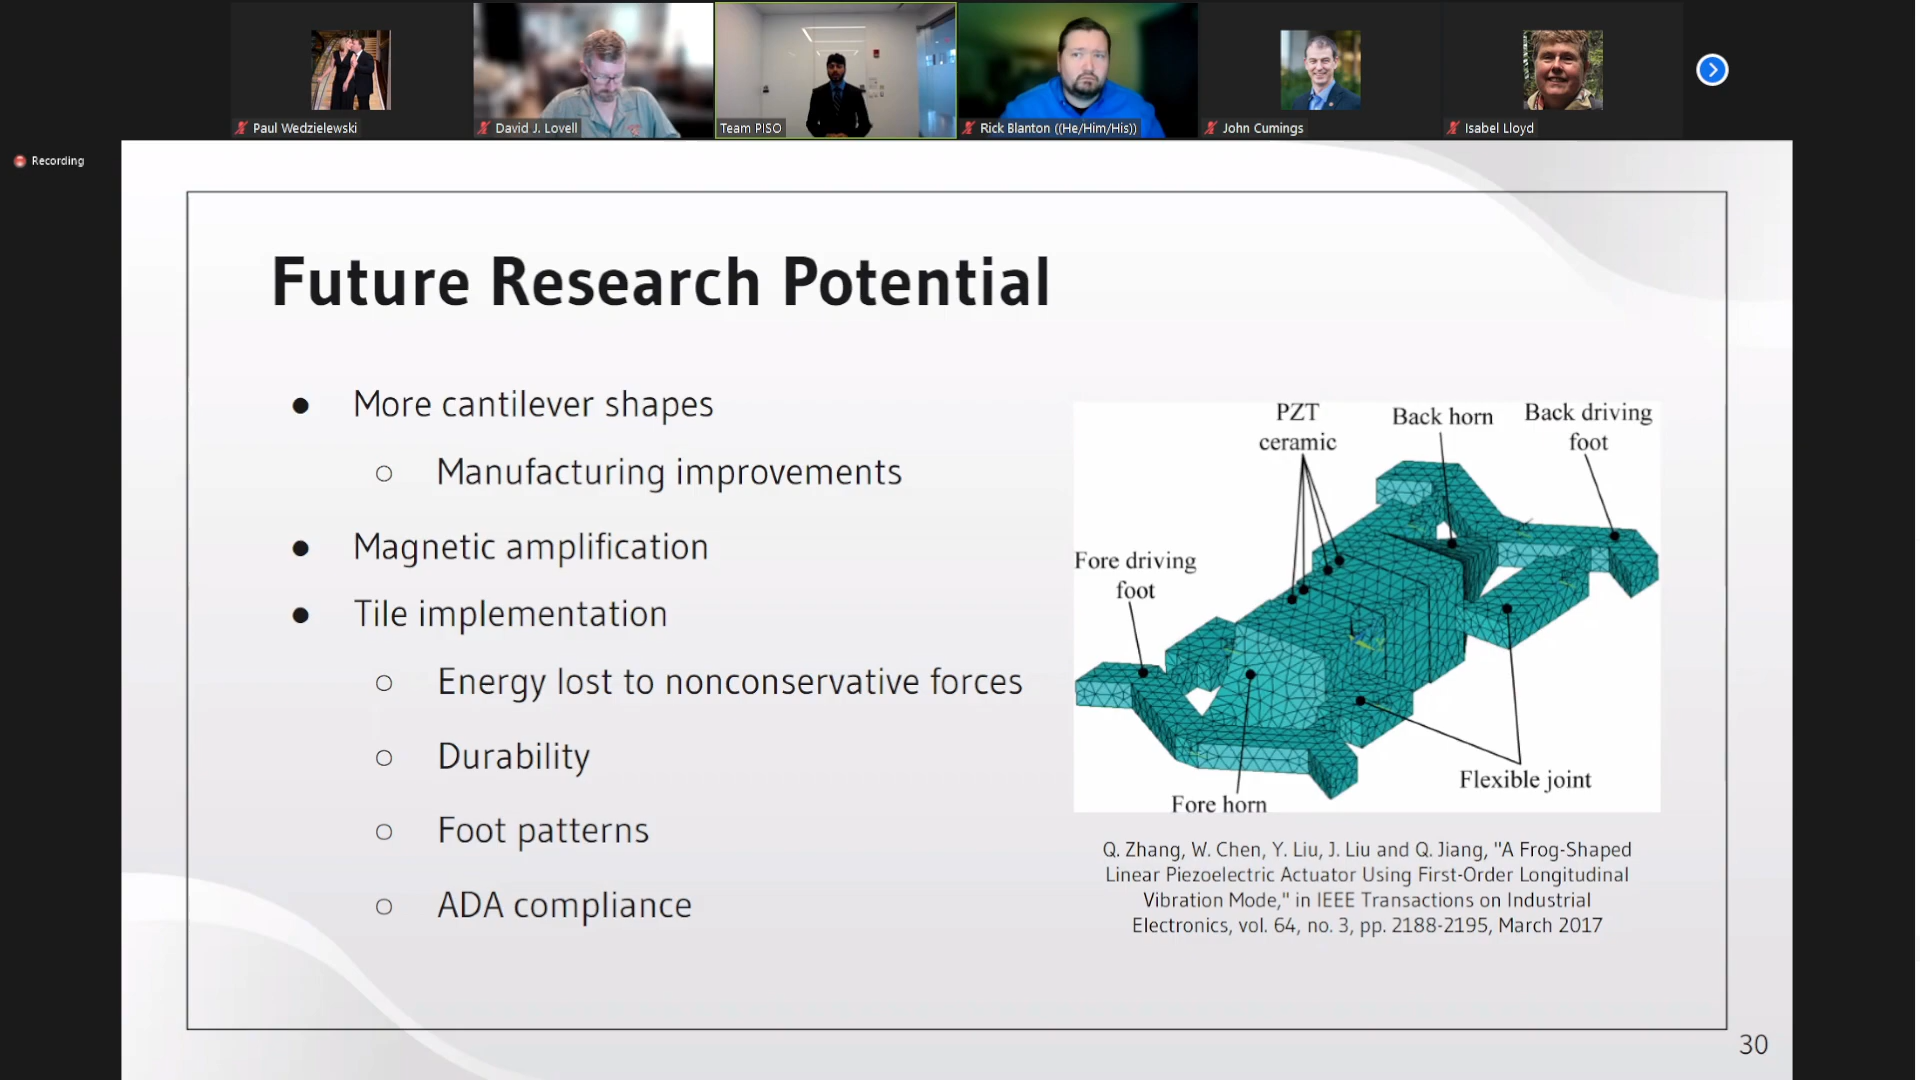 Paul Wedzielewski
David J. Lovell
Team PISO
Rick Blanton ((He/Him/His))
John Cumings
Isabel Lloyd
Recording
Future Research Potential
● More cantilever shapes
○ Manufacturing improvements
● Magnetic amplification
● Tile implementation
○ Energy lost to nonconservative forces
○ Durability
○ Foot patterns
○ ADA compliance
PZT
ceramic
Back horn
Back driving
foot
Fore driving
foot
Flexible joint
Fore horn
Q. Zhang, W. Chen, Y. Liu, J. Liu and Q. Jiang, "A Frog-Shaped
Linear Piezoelectric Actuator Using First-Order Longitudinal
Vibration Mode," in IEEE Transactions on Industrial
Electronics, vol. 64, no. 3, pp. 2188-2195, March 2017
30